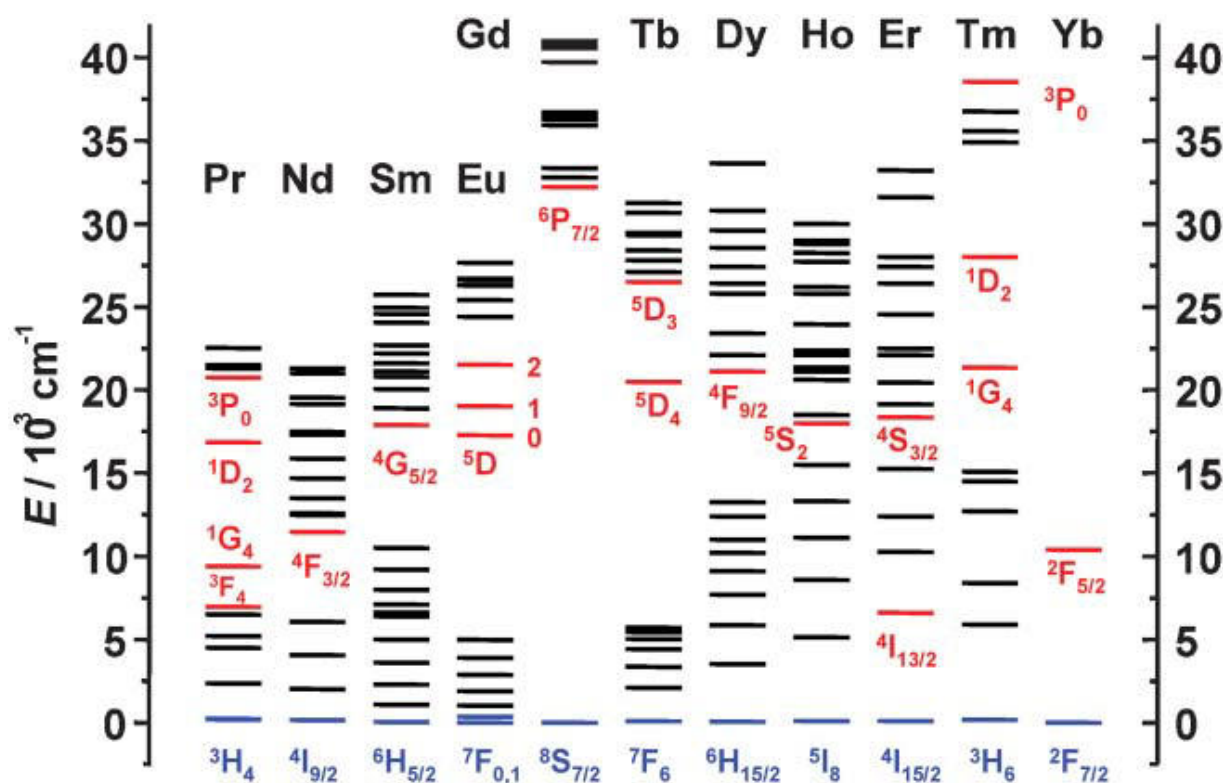 Gd Tb Dy Ho Er Tm Yb
Pr Nd Sm Eu
E / 10³ cm⁻¹
40
35
30
25
20
15
10
5
0
³P₀
¹D₂
¹G₄
³F₄
⁴F₃/₂
⁴G₅/₂
2
1
0
⁵D
⁶P₇/₂
⁵D₃
⁵D₄
⁴F₉/₂
⁵S₂
⁴S₃/₂
⁴I₁₃/₂
³P₀
¹D₂
¹G₄
²F₅/₂
40
35
30
25
20
15
10
5
0
³H₄ ⁴I₉/₂ ⁶H₅/₂ ⁷F₀,₁ ⁸S₇/₂ ⁷F₆ ⁶H₁₅/₂ ⁵I₈ ⁴I₁₅/₂ ³H₆ ²F₇/₂